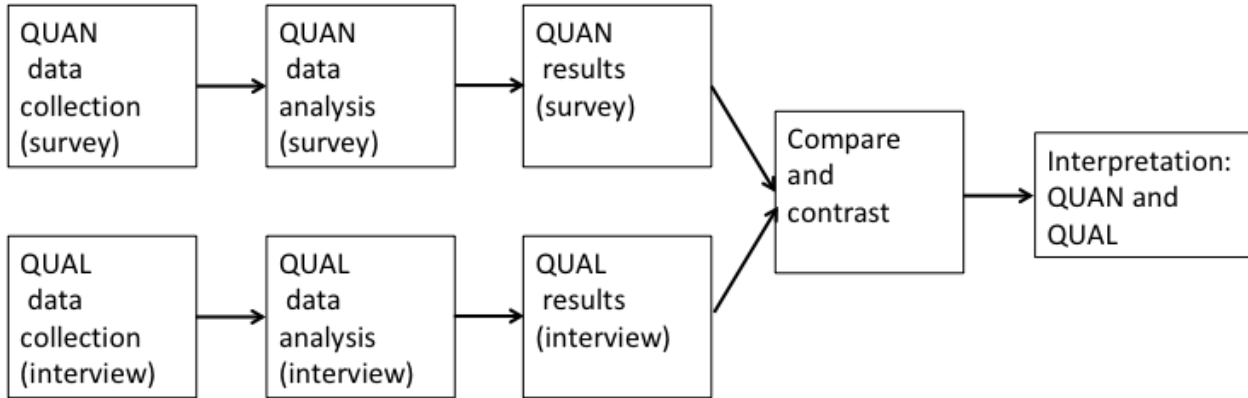 QUAN
data
collection
(survey)
QUAN
data
analysis
(survey)
QUAN
results
(survey)
Compare
and
contrast
Interpretation:
QUAN and
QUAL
QUAL
data
collection
(interview)
QUAL
data
analysis
(interview)
QUAL
results
(interview)